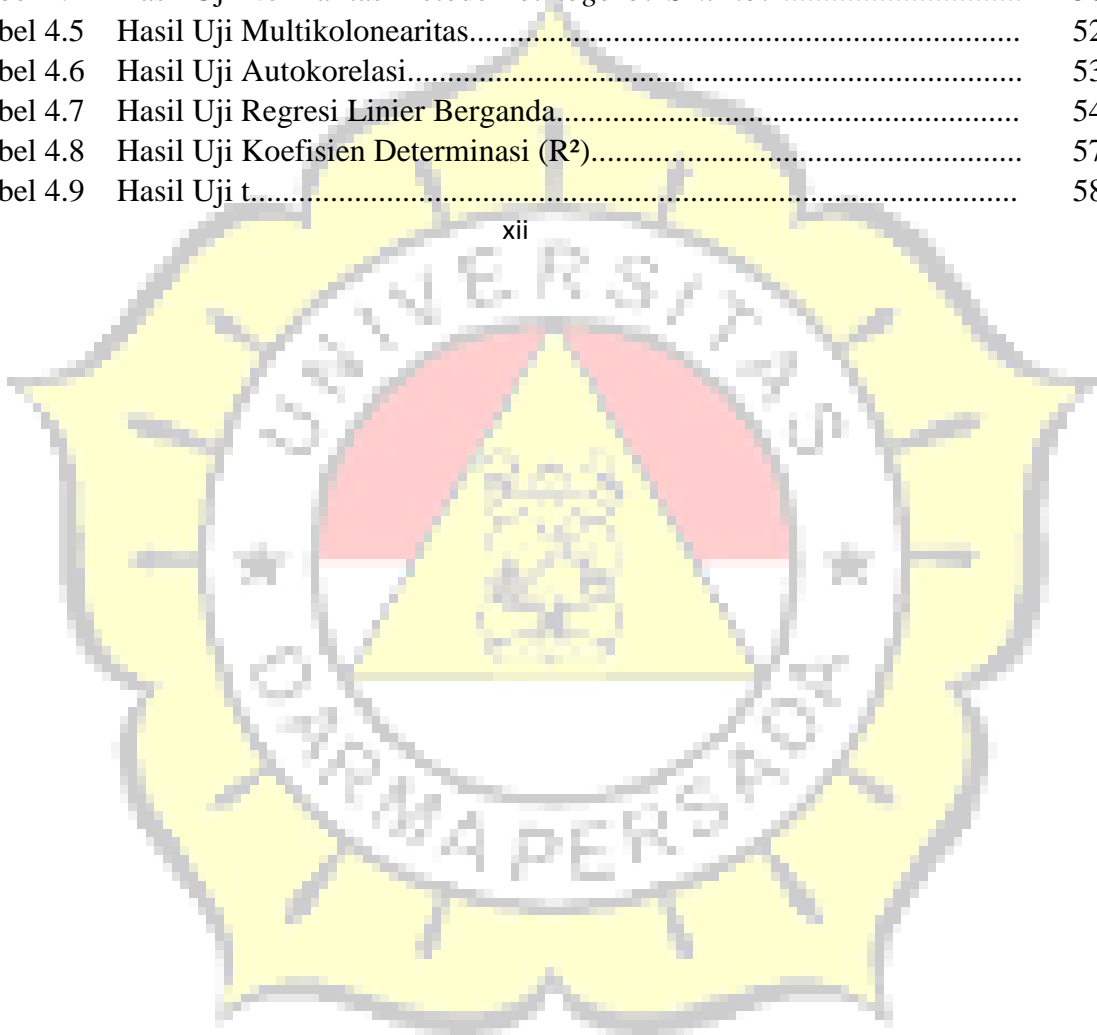 bel 4.5 Hasil Uji Multikolonearitas.................................................................... 52
bel 4.6 Hasil Uji Autokorelasi............................................................................ 53
bel 4.7 Hasil Uji Regresi Linier Berganda......................................................... 54
bel 4.8 Hasil Uji Koefisien Determinasi (R²)..................................................... 57
bel 4.9 Hasil Uji t............................................................................................... 58
xii
UNIVERSITAS
DARMA PERSADA